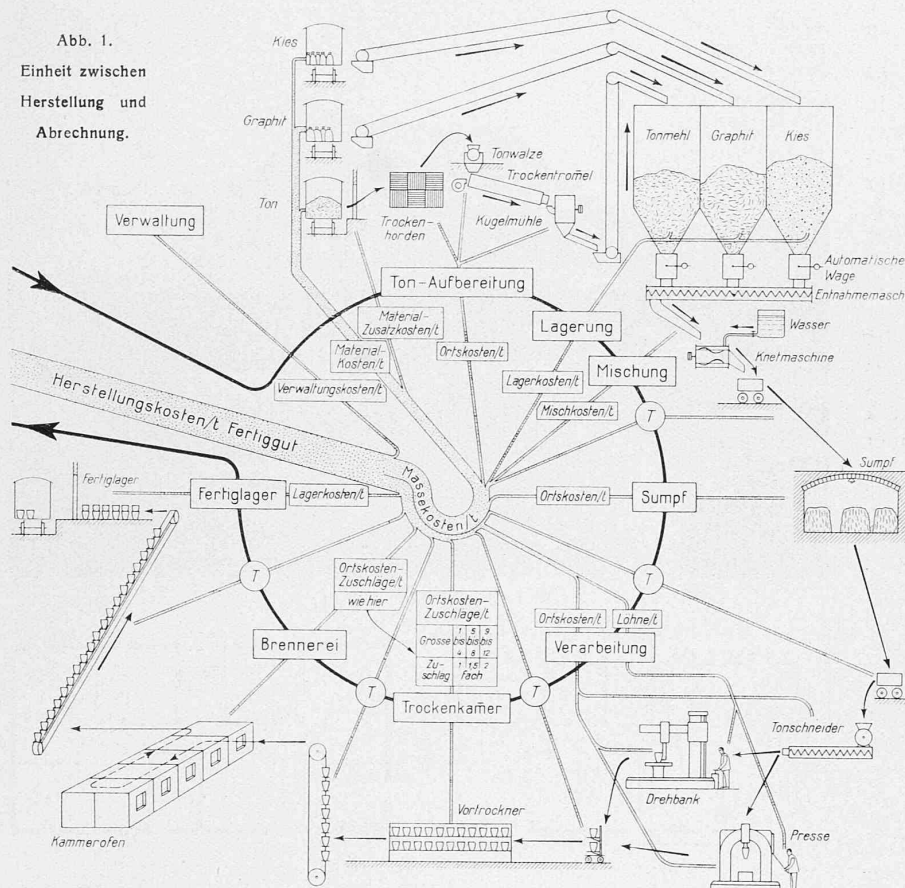 Abb. 1.
Einheit zwischen
Herstellung und
Abrechnung.
Kies
Graphit
Ton
Trocken-
horden
Tonwalze
Trockentrom̄el
Kugelmühle
Tonmehl
Graphit
Kies
Automatische
Wage
Entnahmemasch.
Wasser
Knetmaschine
Verwaltung
Ton-Aufbereitung
Lagerung
Mischung
Material-
Zusatzkosten/t
Material-
Kosten/t
Verwaltungskosten/t
Ortskosten/t
Lagerkosten/t
Mischkosten/t
T
Herstellungskosten/t Fertiggut
Massekosten/t
Sumpf
Fertiglager
Fertiglager
Lagerkosten/t
Ortskosten/t
Sumpf
T
T
Ortskosten-
Zuschläge/t
wie hier
Ortskosten-
Zuschläge/t.
Grosse
1 bis 4
5 bis 8
9 bis 12
Zu-
schlag
1 1,5 2
fach
Ortskosten/t
Löhne/t
Verarbeitung
Brennerei
T
T
Trockenkam̄er
Tonschneider
Drehbank
Presse
Vortrockner
Kammerofen